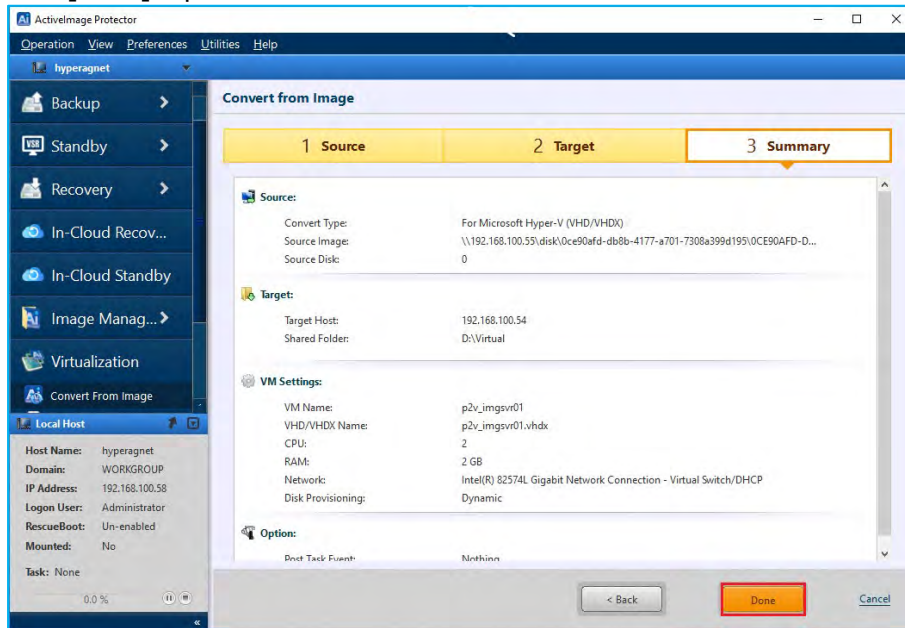 Ai ActiveImage Protector
Operation View Preferences Utilities Help
hyperagnet
Backup
Standby
Recovery
In-Cloud Recov...
In-Cloud Standby
Image Manag...
Virtualization
Convert From Image
Local Host
Host Name: hyperagnet
Domain: WORKGROUP
IP Address: 192.168.100.58
Logon User: Administrator
RescueBoot: Un-enabled
Mounted: No
Task: None
0.0 %
Convert from Image
1 Source 2 Target 3 Summary
Source:
Convert Type: For Microsoft Hyper-V (VHD/VHDX)
Source Image: \\192.168.100.55\disk\0ce90afd-db8b-4177-a701-7308a399d195\0CE90AFD-D...
Source Disk: 0
Target:
Target Host: 192.168.100.54
Shared Folder: D:\Virtual
VM Settings:
VM Name: p2v_imgsvr01
VHD/VHDX Name: p2v_imgsvr01.vhdx
CPU: 2
RAM: 2 GB
Network: Intel(R) 82574L Gigabit Network Connection - Virtual Switch/DHCP
Disk Provisioning: Dynamic
Option:
Post Task Event: Nothing
< Back Done Cancel